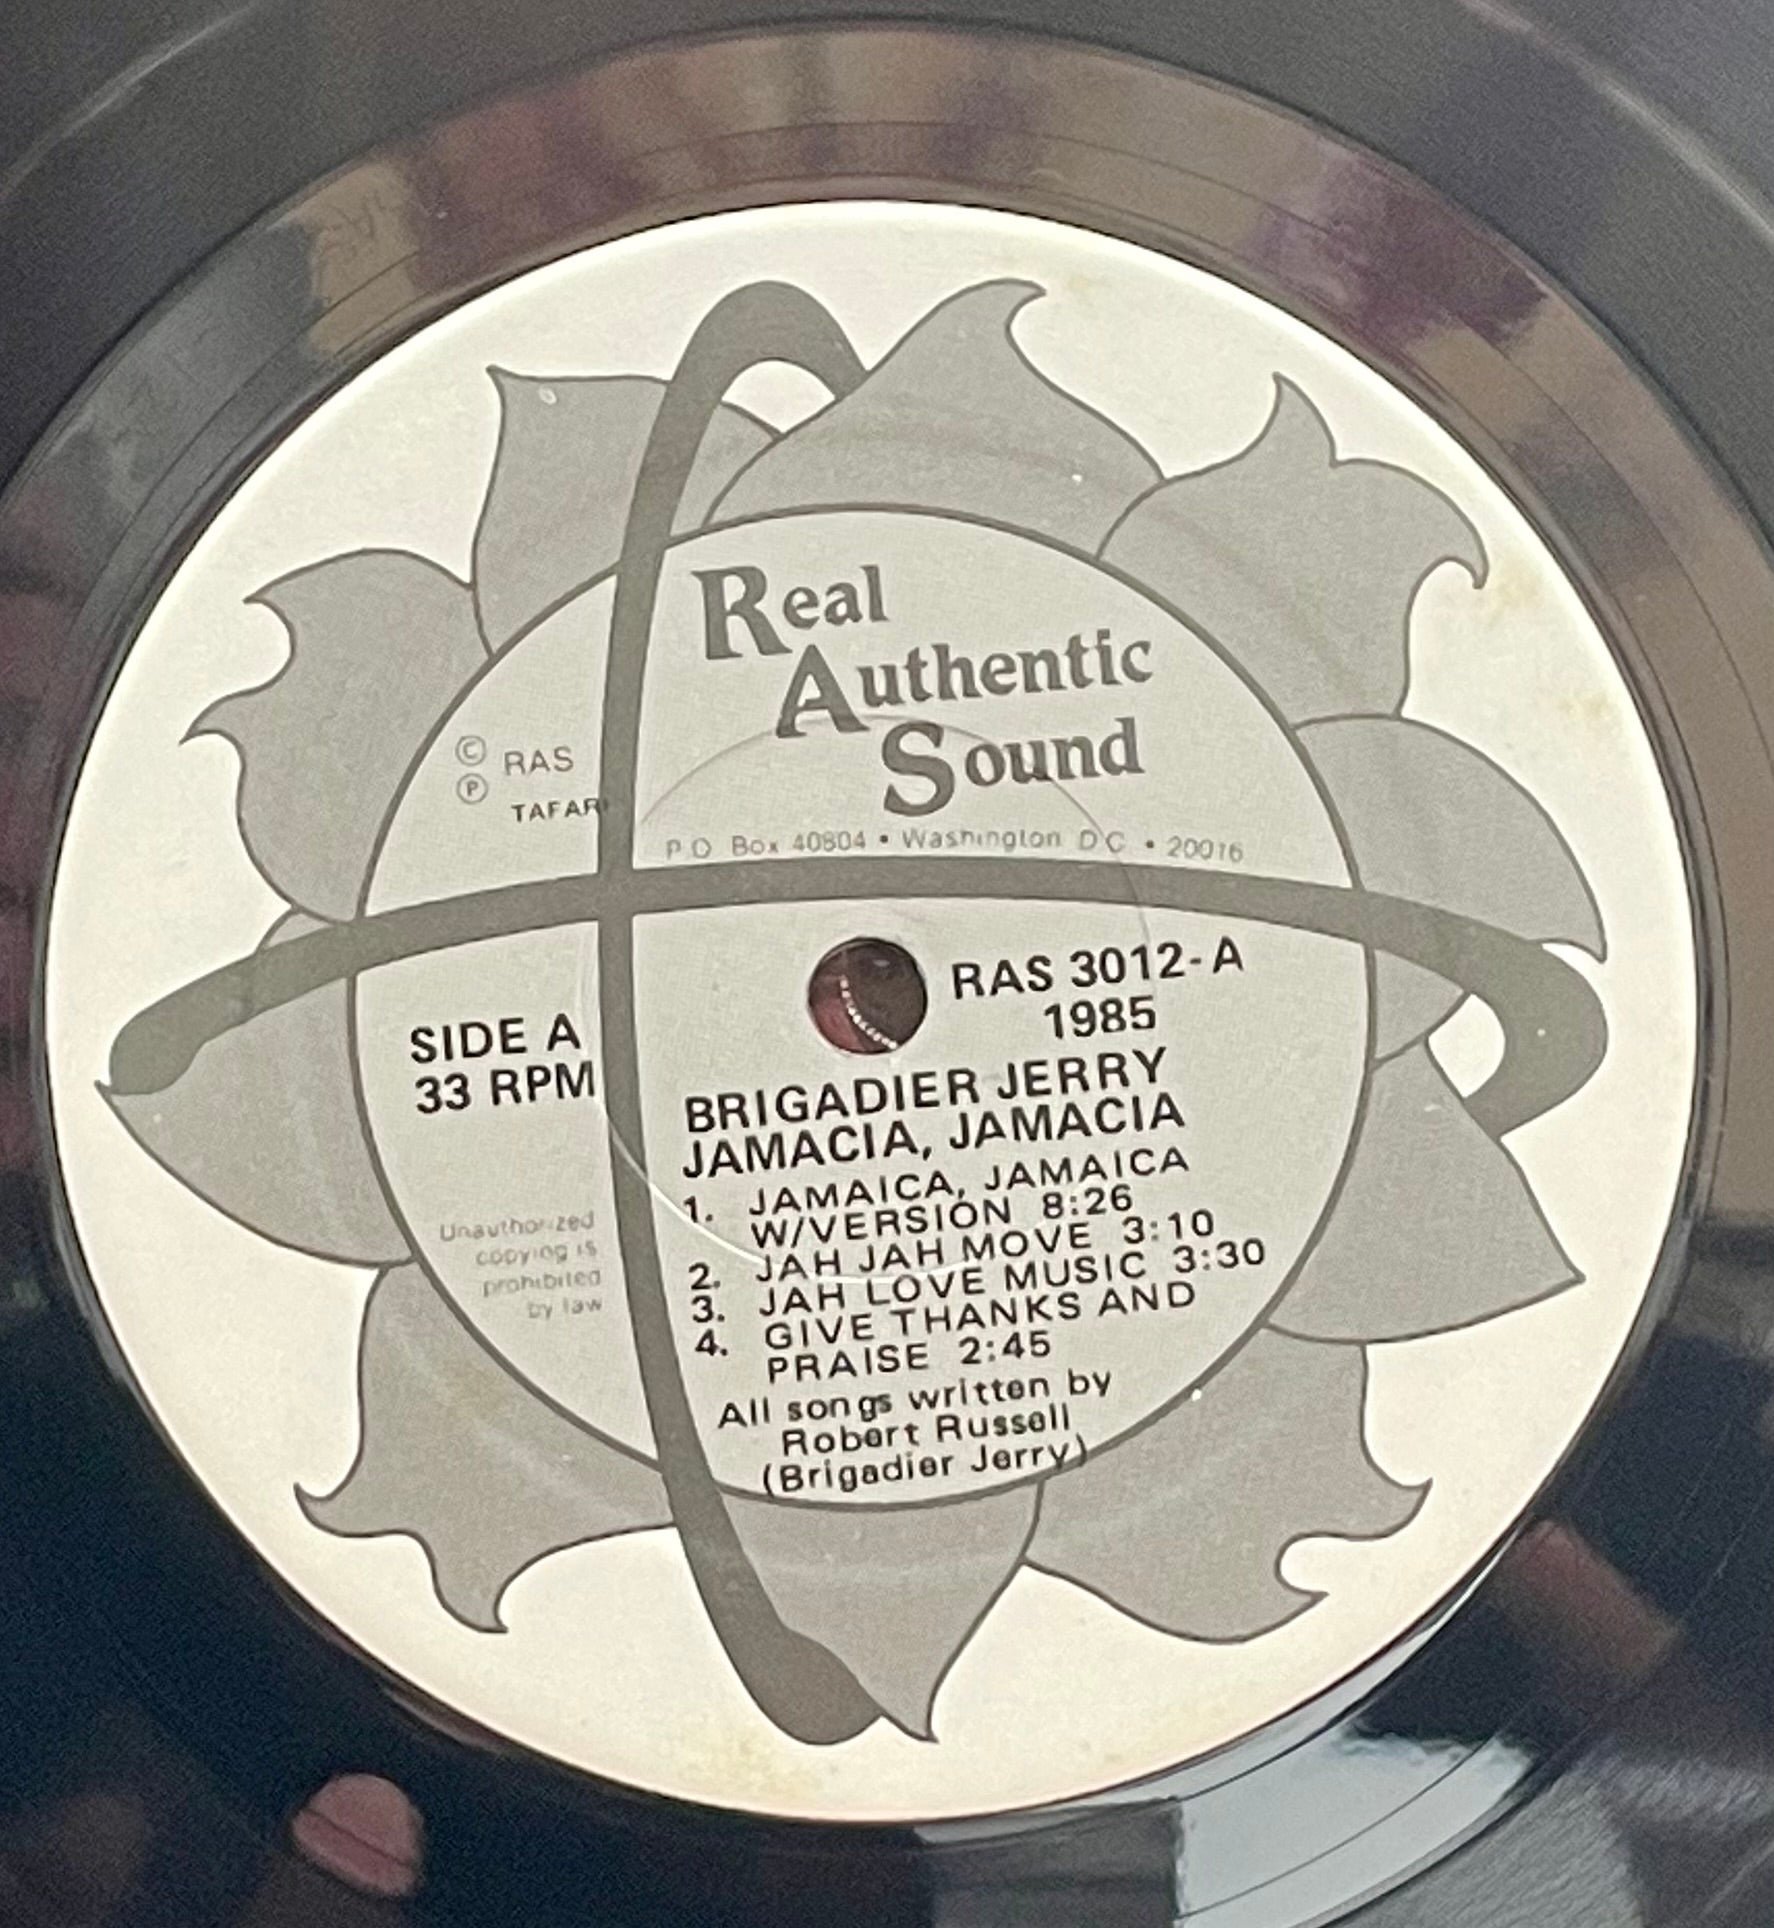 Real
Authentic
Sound
© RAS
℗ TAFARI
P O Box 40804 • Washington D C • 20016
RAS 3012-A
1985
SIDE A
33 RPM
BRIGADIER JERRY
JAMACIA, JAMACIA
1. JAMAICA, JAMAICA
W/VERSION 8:26
2. JAH JAH MOVE 3:10
3. JAH LOVE MUSIC 3:30
4. GIVE THANKS AND
PRAISE 2:45
All songs written by
Robert Russell
(Brigadier Jerry)
Unauthorized
copying is
prohibited
by law